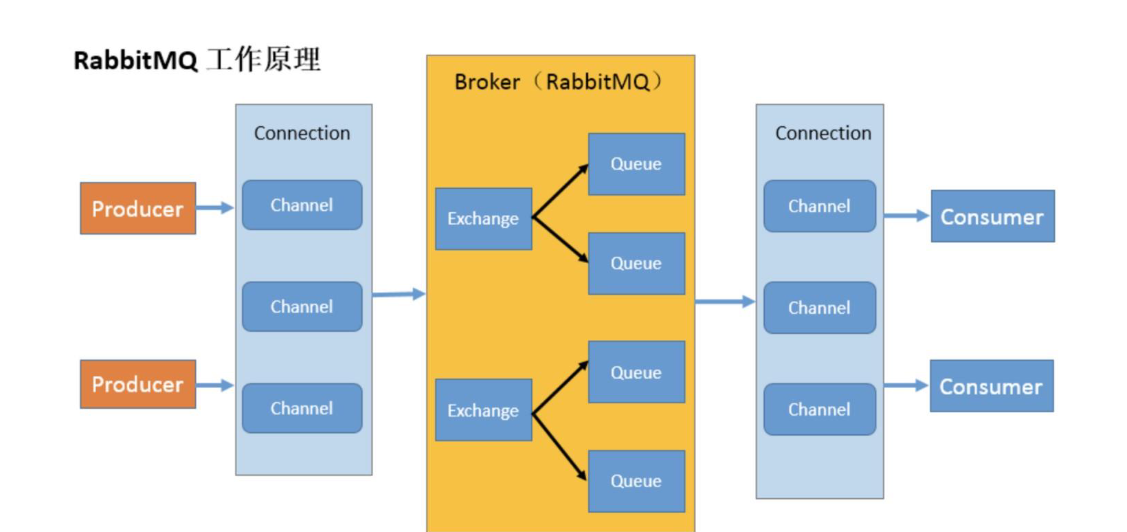 RabbitMQ 工作原理
Broker（RabbitMQ）
Connection
Channel
Channel
Channel
Producer
Producer
Exchange
Queue
Queue
Exchange
Queue
Queue
Connection
Channel
Channel
Channel
Consumer
Consumer